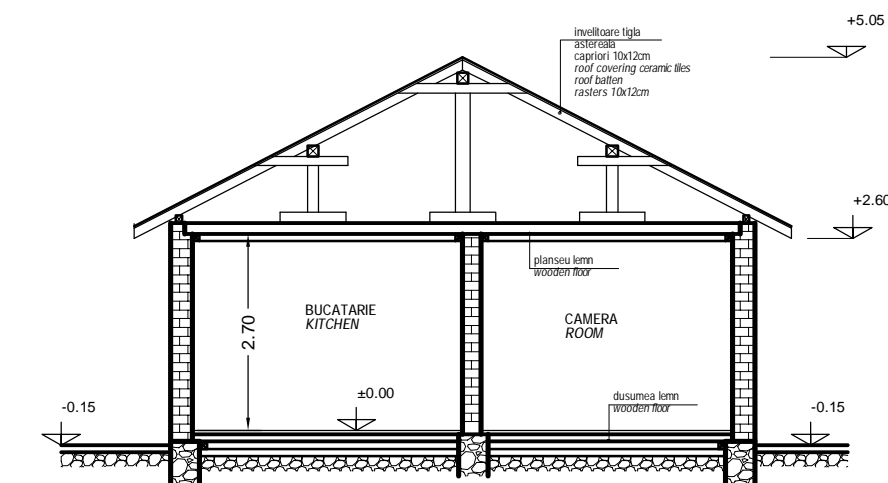 +5.05
invelitoare tigla
astereala
capriori 10x12cm
roof covering ceramic tiles
roof batten
rasters 10x12cm
+2.60
planseu lemn
wooden floor
BUCATARIE
KITCHEN
CAMERA
ROOM
2.70
±0.00
dusumea lemn
wooden floor
-0.15
-0.15